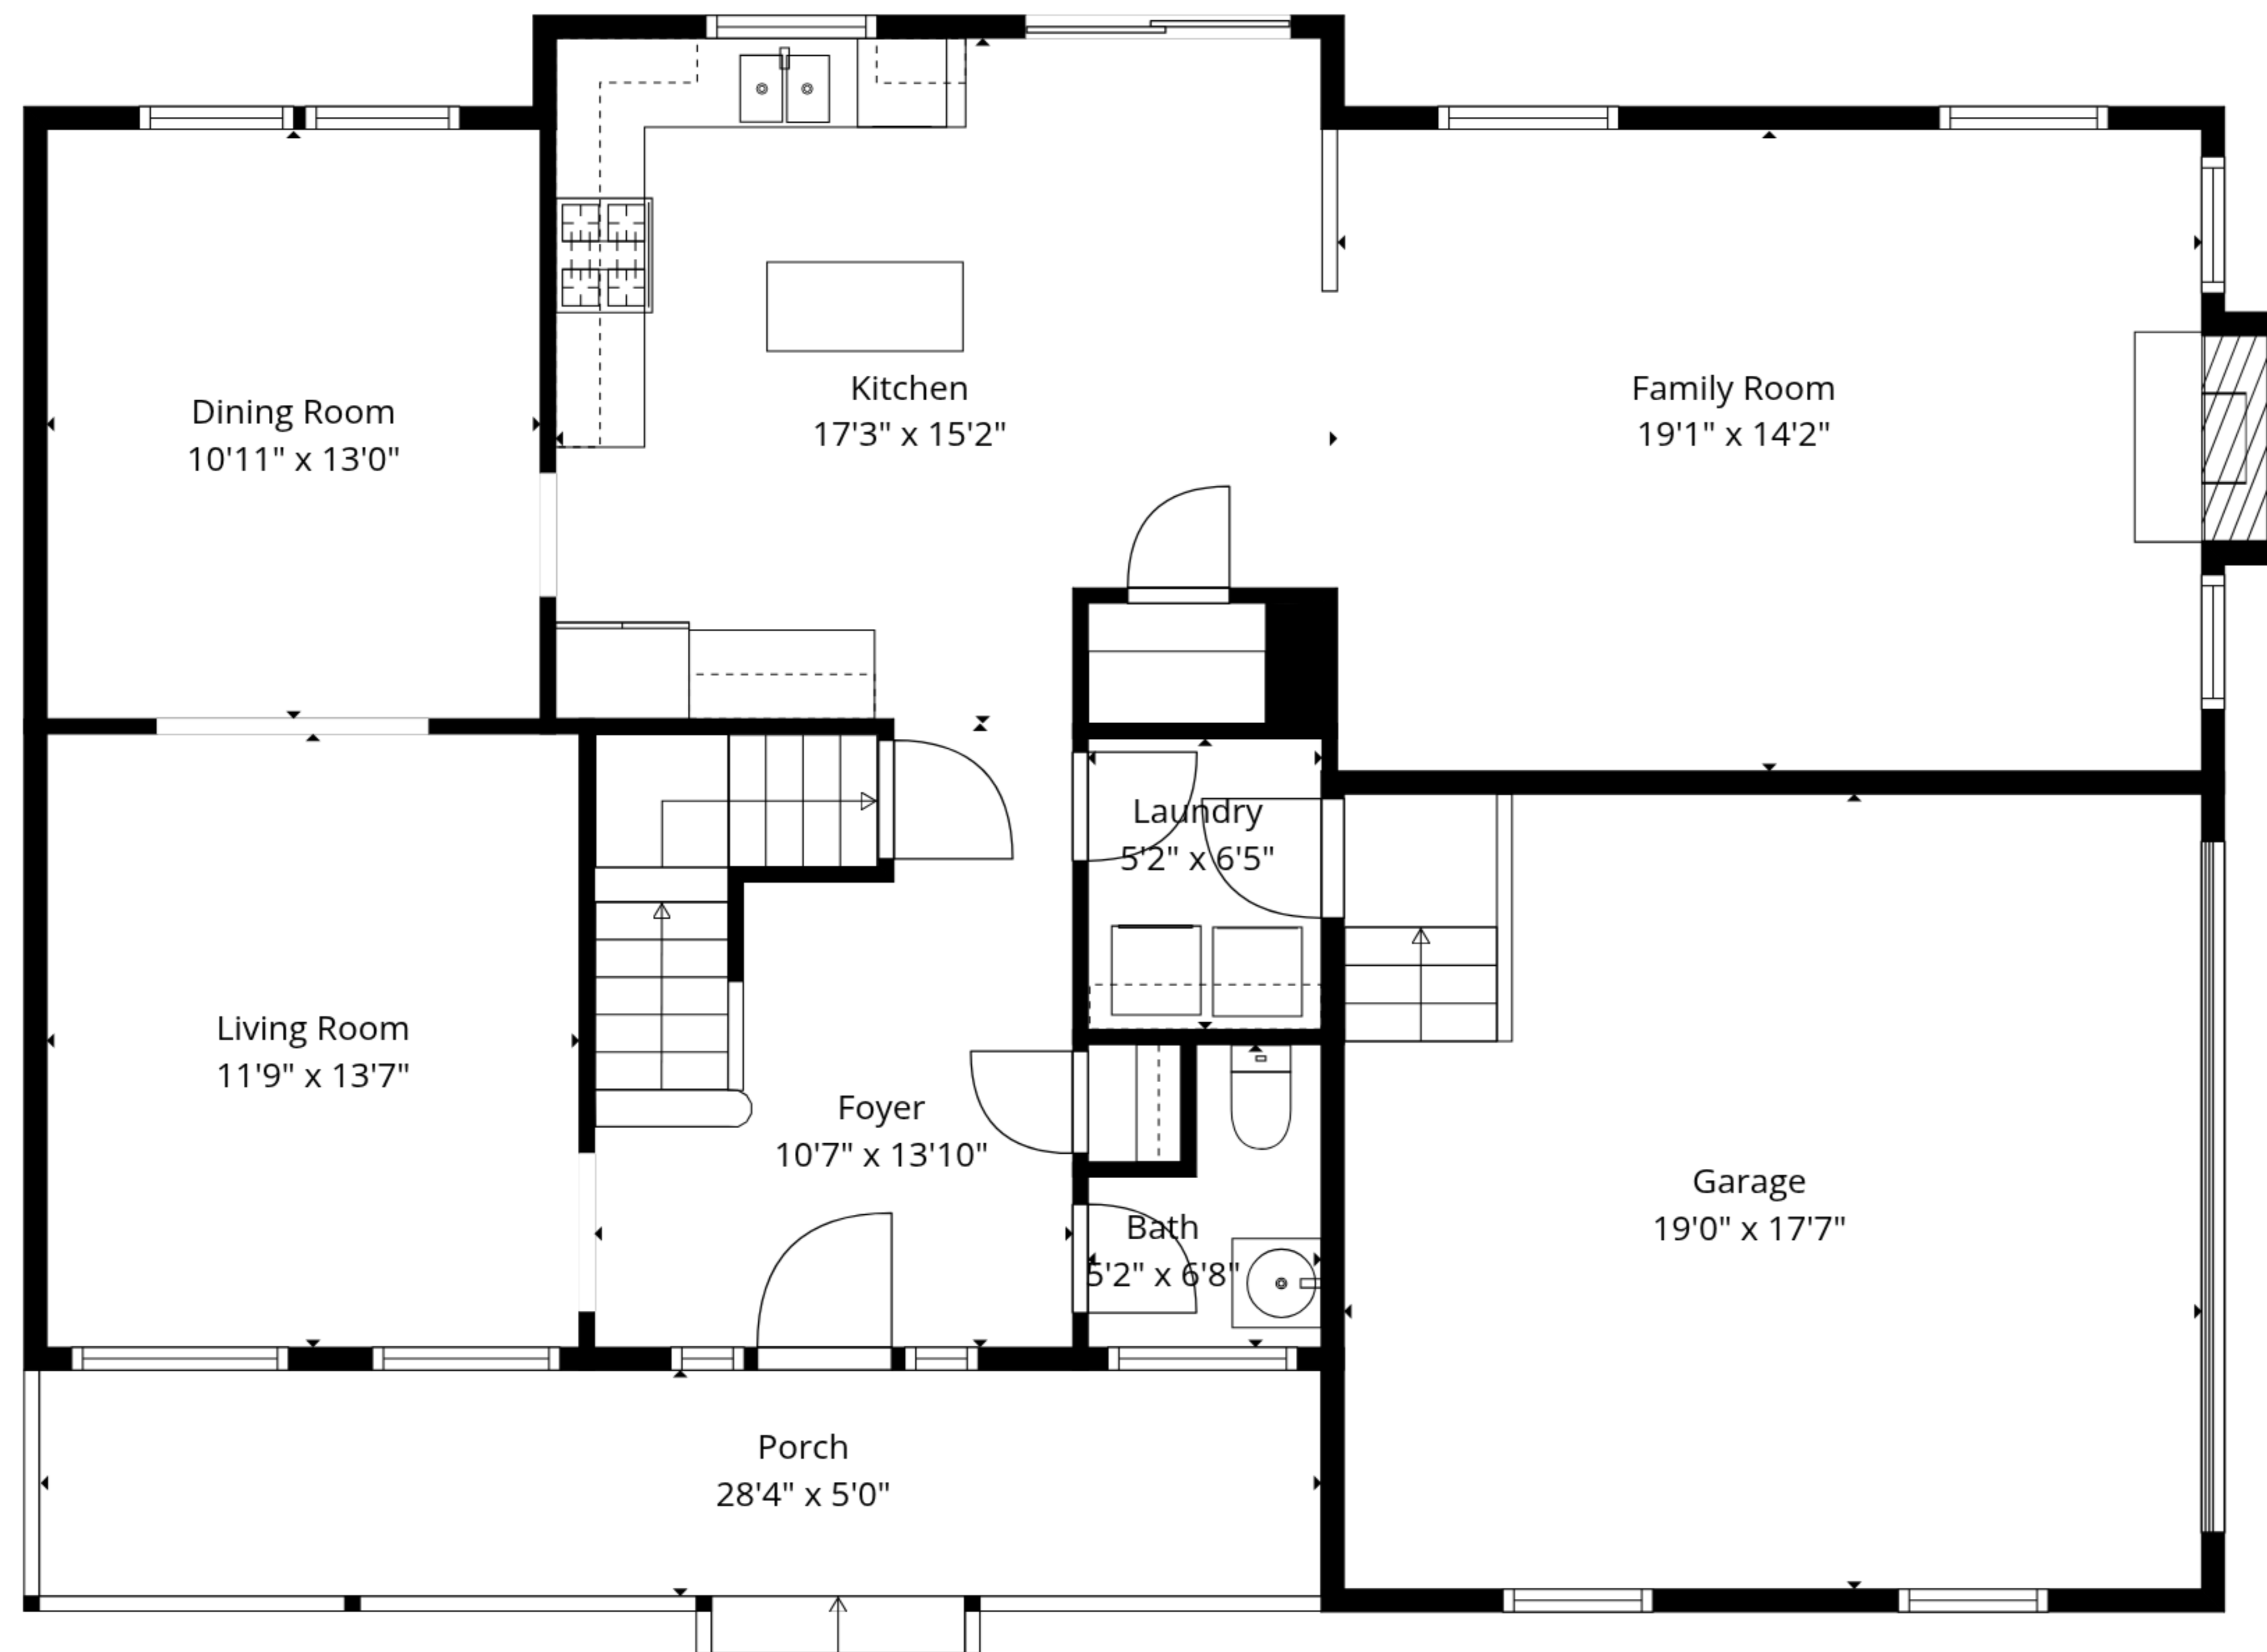 Dining Room
10'11" x 13'0"
Kitchen
17'3" x 15'2"
Family Room
19'1" x 14'2"
Laundry
5'2" x 6'5"
Living Room
11'9" x 13'7"
Foyer
10'7" x 13'10"
Bath
5'2" x 6'8"
Garage
19'0" x 17'7"
Porch
28'4" x 5'0"